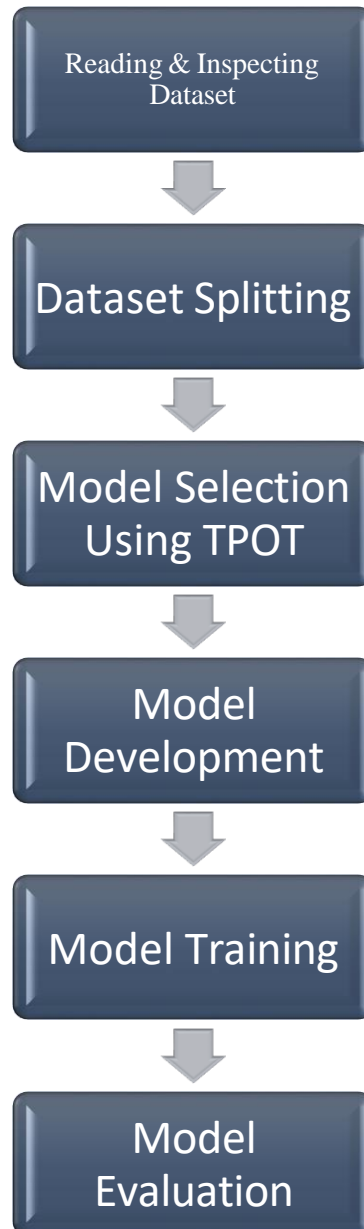 Reading & Inspecting
Dataset
Dataset Splitting
Model Selection
Using TPOT
Model
Development
Model Training
Model
Evaluation